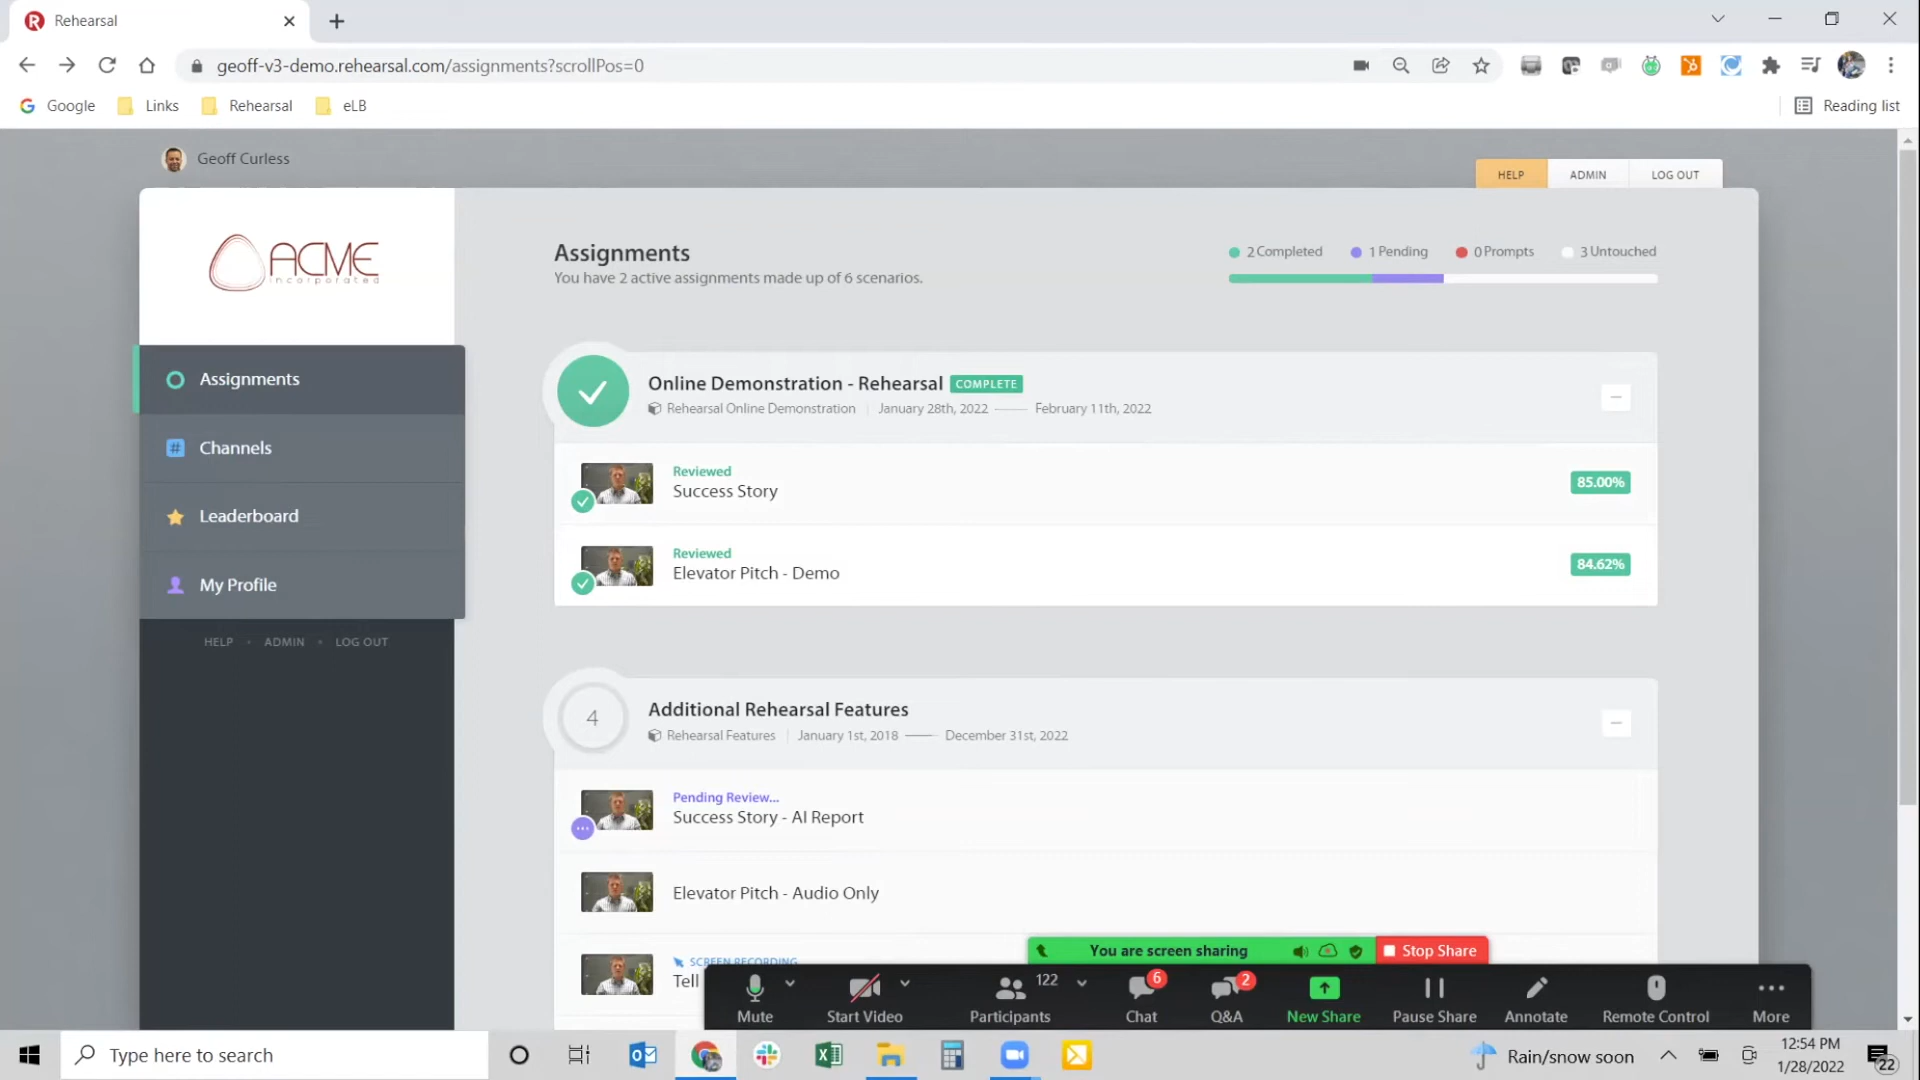 Rehearsal
geoff-v3-demo.rehearsal.com/assignments?scrollPos=0
Google Links Rehearsal eLB Reading list
Geoff Curless
HELP ADMIN LOG OUT
ACME
incorporated
Assignments
You have 2 active assignments made up of 6 scenarios.
2 Completed 1 Pending 0 Prompts 3 Untouched
Assignments
Channels
Leaderboard
My Profile
HELP • ADMIN • LOG OUT
Online Demonstration - Rehearsal COMPLETE
Rehearsal Online Demonstration January 28th, 2022 February 11th, 2022
Reviewed
Success Story
85.00%
Reviewed
Elevator Pitch - Demo
84.62%
4
Additional Rehearsal Features
Rehearsal Features January 1st, 2018 December 31st, 2022
Pending Review...
Success Story - AI Report
Elevator Pitch - Audio Only
SCREEN RECORDING
Tell
You are screen sharing Stop Share
122 6 2
Mute Start Video Participants Chat Q&A New Share Pause Share Annotate Remote Control More
Type here to search
Rain/snow soon
12:54 PM
1/28/2022
22